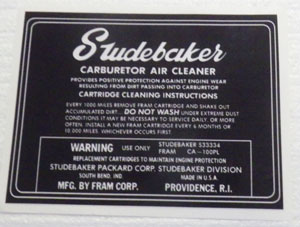 Studebaker
CARBURETOR AIR CLEANER
PROVIDES POSITIVE PROTECTION AGAINST ENGINE WEAR
RESULTING FROM DIRT PASSING INTO CARBURETOR
CARTRIDGE CLEANING INSTRUCTIONS
EVERY 1000 MILES REMOVE FRAM CARTRIDGE AND SHAKE OUT
ACCUMULATED DIRT. DO NOT WASH UNDER EXTREME DUST
CONDITIONS IT MAY BE NECESSARY TO SERVICE DAILY, OR MORE
OFTEN. INSTALL A NEW FRAM CARTRIDGE EVERY 6 MONTHS OR
10,000 MILES. WHICHEVER OCCURS FIRST
WARNING USE ONLY STUDEBAKER S33334
FRAM CA-100PL
REPLACEMENT CARTRIDGES TO MAINTAIN ENGINE PROTECTION
STUDEBAKER PACKARD CORP. STUDEBAKER DIVISION
SOUTH BEND, IND. MADE IN U.S.A.
MFG. BY FRAM CORP. PROVIDENCE, R.I.